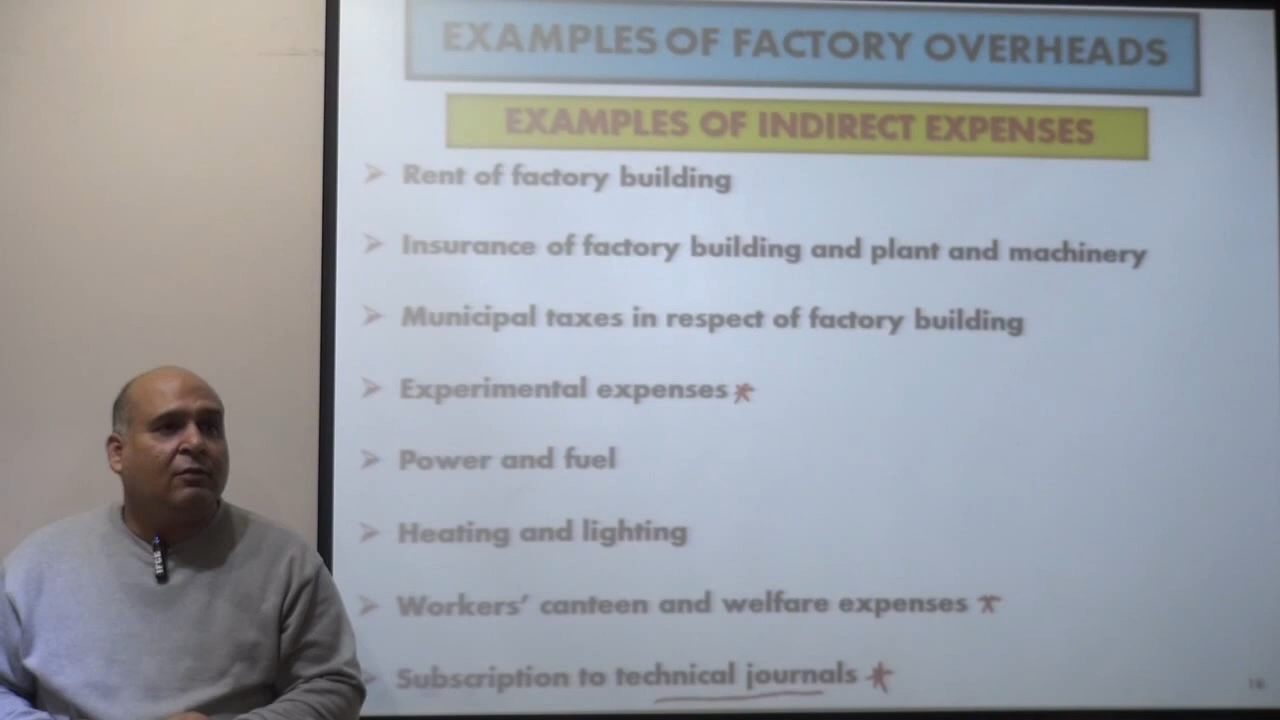 EXAMPLES OF FACTORY OVERHEADS
EXAMPLES OF INDIRECT EXPENSES
Rent of factory building
Insurance of factory building and plant and machinery
Municipal taxes in respect of factory building
Experimental expenses
Power and fuel
Heating and lighting
Workers' canteen and welfare expenses
Subscription to technical journals